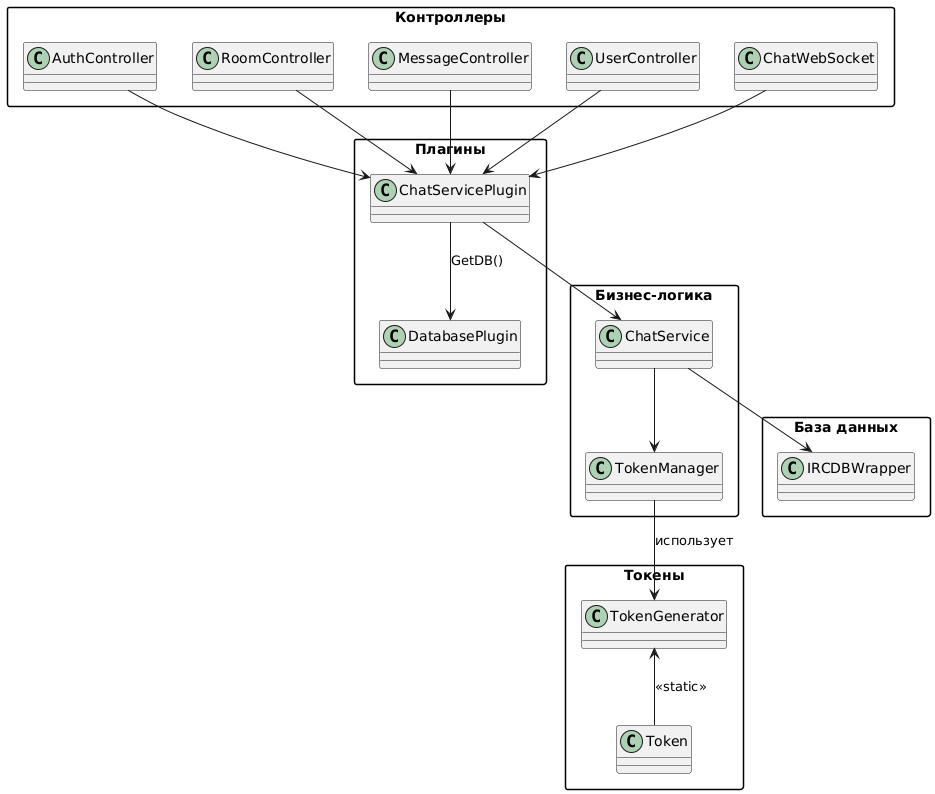 Контроллеры
C AuthController
C RoomController
C MessageController
C UserController
C ChatWebSocket
Плагины
C ChatServicePlugin
GetDB()
C DatabasePlugin
Бизнес-логика
C ChatService
C TokenManager
База данных
C IRCDBWrapper
использует
Токены
C TokenGenerator
«static»
C Token